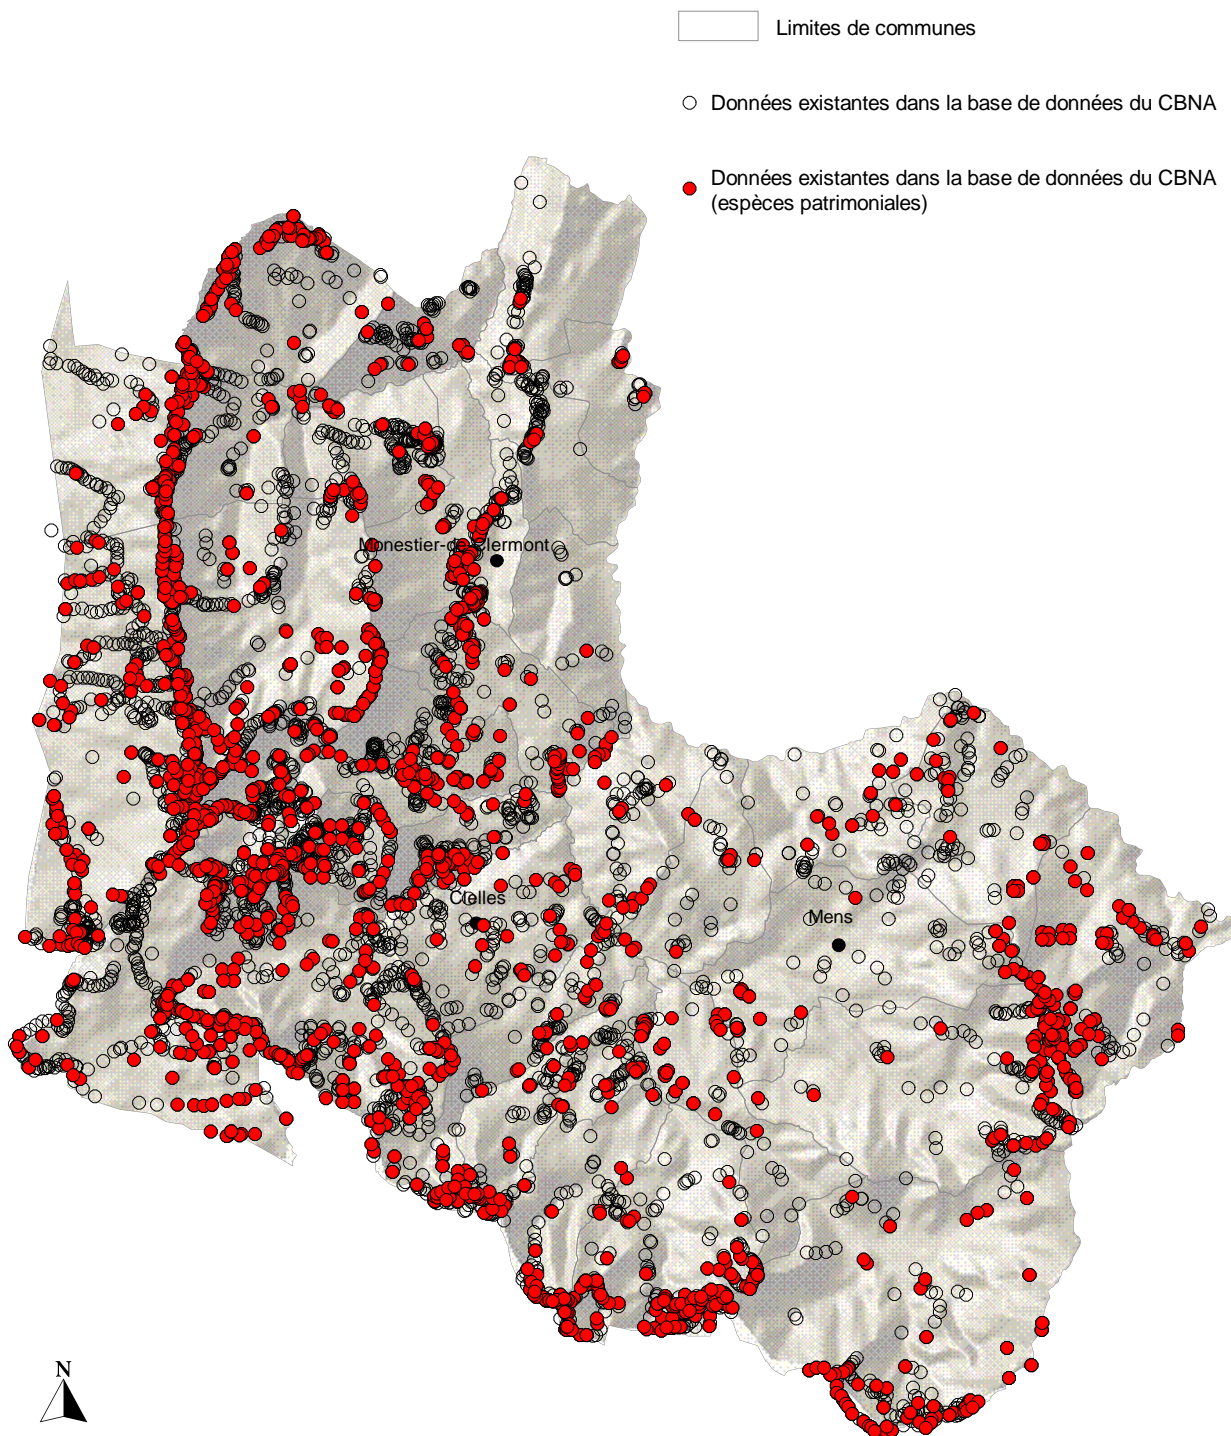 Limites de communes
Données existantes dans la base de données du CBNA
Données existantes dans la base de données du CBNA
(espèces patrimoniales)
Monestier-de-Clermont
Clelles
Mens
N